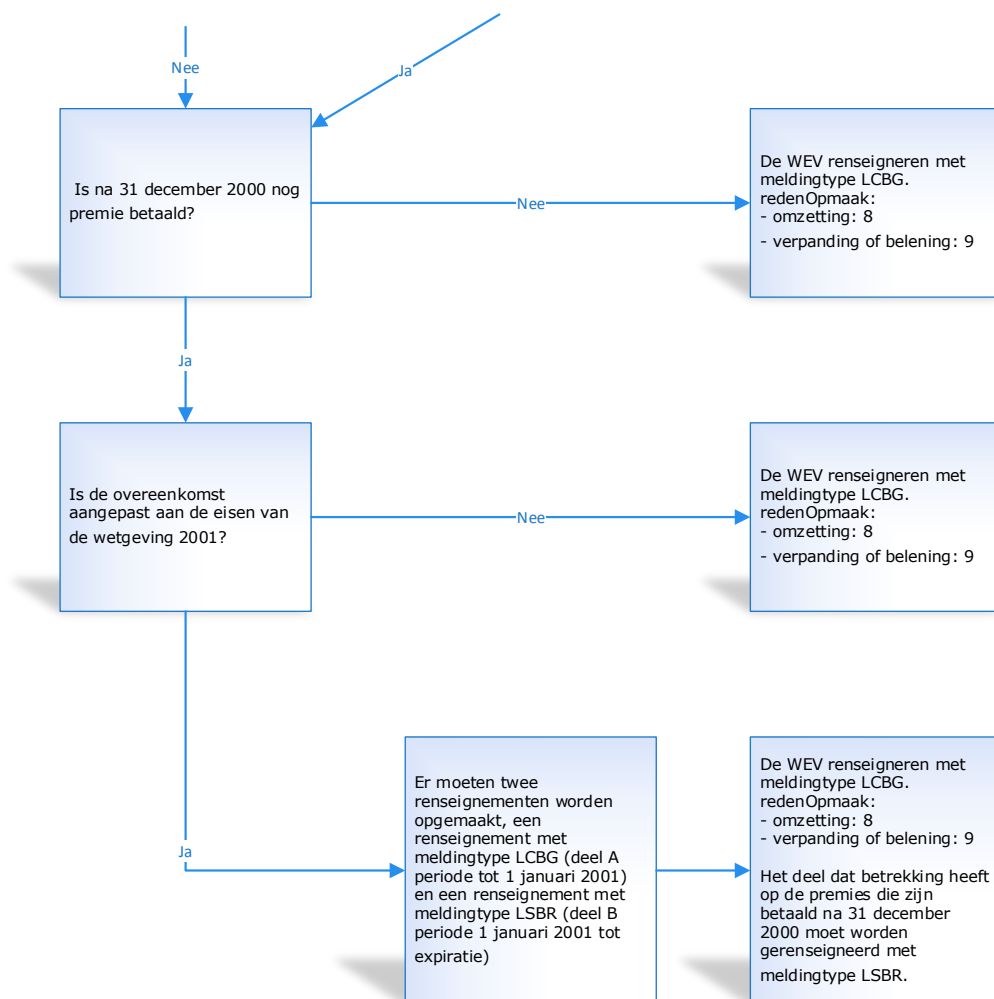 Nee
Ja
Is na 31 december 2000 nog
premie betaald?
Nee
De WEV renseigneren met
meldingtype LCBG.
redenOpmaak:
- omzetting: 8
- verpanding of belening: 9
Ja
Is de overeenkomst
aangepast aan de eisen van
de wetgeving 2001?
Nee
De WEV renseigneren met
meldingtype LCBG.
redenOpmaak:
- omzetting: 8
- verpanding of belening: 9
Ja
Er moeten twee
renseignementen worden
opgemaakt, een
renseignement met
meldingtype LCBG (deel A
periode tot 1 januari 2001)
en een renseignement met
meldingtype LSBR (deel B
periode 1 januari 2001 tot
expiratie)
De WEV renseigneren met
meldingtype LCBG.
redenOpmaak:
- omzetting: 8
- verpanding of belening: 9
Het deel dat betrekking heeft
op de premies die zijn
betaald na 31 december
2000 moet worden
gerenseigneerd met
meldingtype LSBR.